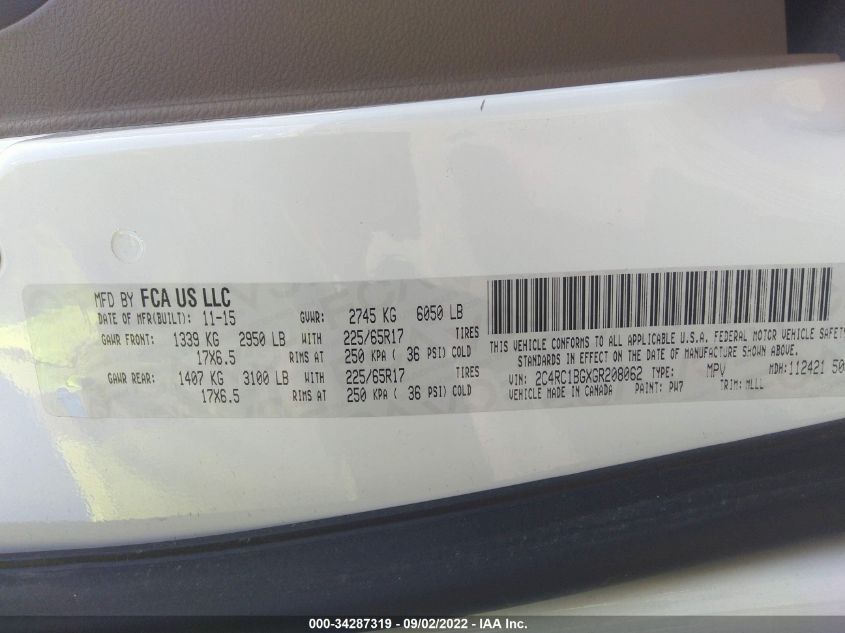 MFD BY FCA US LLC
DATE OF MFR(BUILT): 11-15 GVWR: 2745 KG 6050 LB
GAWR FRONT: 1339 KG 2950 LB WITH 225/65R17 TIRES
17X6.5 RIMS AT 250 KPA ( 36 PSI) COLD
GAWR REAR: 1407 KG 3100 LB WITH 225/65R17 TIRES
17X6.5 RIMS AT 250 KPA ( 36 PSI) COLD
THIS VEHICLE CONFORMS TO ALL APPLICABLE U.S.A. FEDERAL MOTOR VEHICLE SAFETY
STANDARDS IN EFFECT ON THE DATE OF MANUFACTURE SHOWN ABOVE.
VIN: 2C4RC1BGXGR208062 TYPE: MPV MDH: 112421
VEHICLE MADE IN CANADA PAINT: PW7 TRIM: MLLL
000-34287319 - 09/02/2022 - IAA Inc.